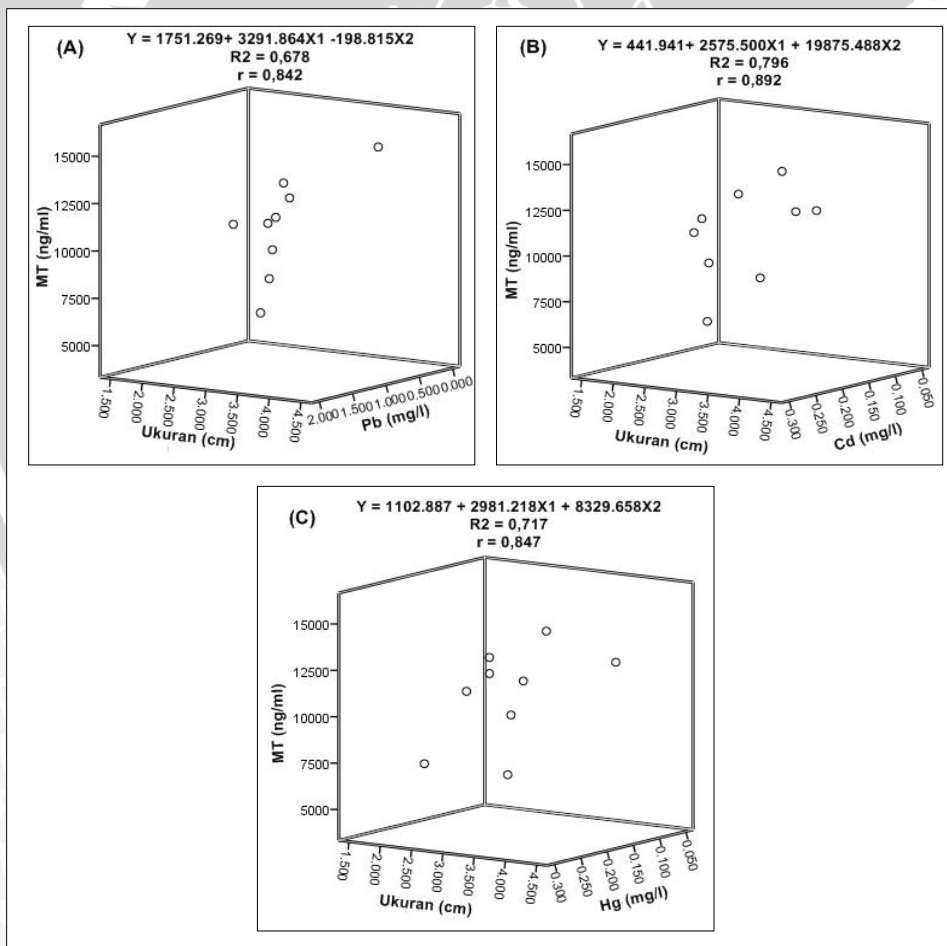 (A)
Y = 1751.269+ 3291.864X1 -198.815X2
R2 = 0,678
r = 0,842
MT (ng/ml)
15000
12500
10000
7500
5000
1.500
2.000
2.500
3.000
3.500
4.000
4.500
Ukuran (cm)
2.000
1.500
1.000
0.500
0.000
Pb (mg/l)
(B)
Y = 441.941+ 2575.500X1 + 19875.488X2
R2 = 0,796
r = 0,892
MT (ng/ml)
15000
12500
10000
7500
5000
1.500
2.000
2.500
3.000
3.500
4.000
4.500
Ukuran (cm)
0.300
0.250
0.200
0.150
0.100
0.050
Cd (mg/l)
(C)
Y = 1102.887 + 2981.218X1 + 8329.658X2
R2 = 0,717
r = 0,847
MT (ng/ml)
15000
12500
10000
7500
5000
1.500
2.000
2.500
3.000
3.500
4.000
4.500
Ukuran (cm)
0.300
0.250
0.200
0.150
0.100
0.050
Hg (mg/l)